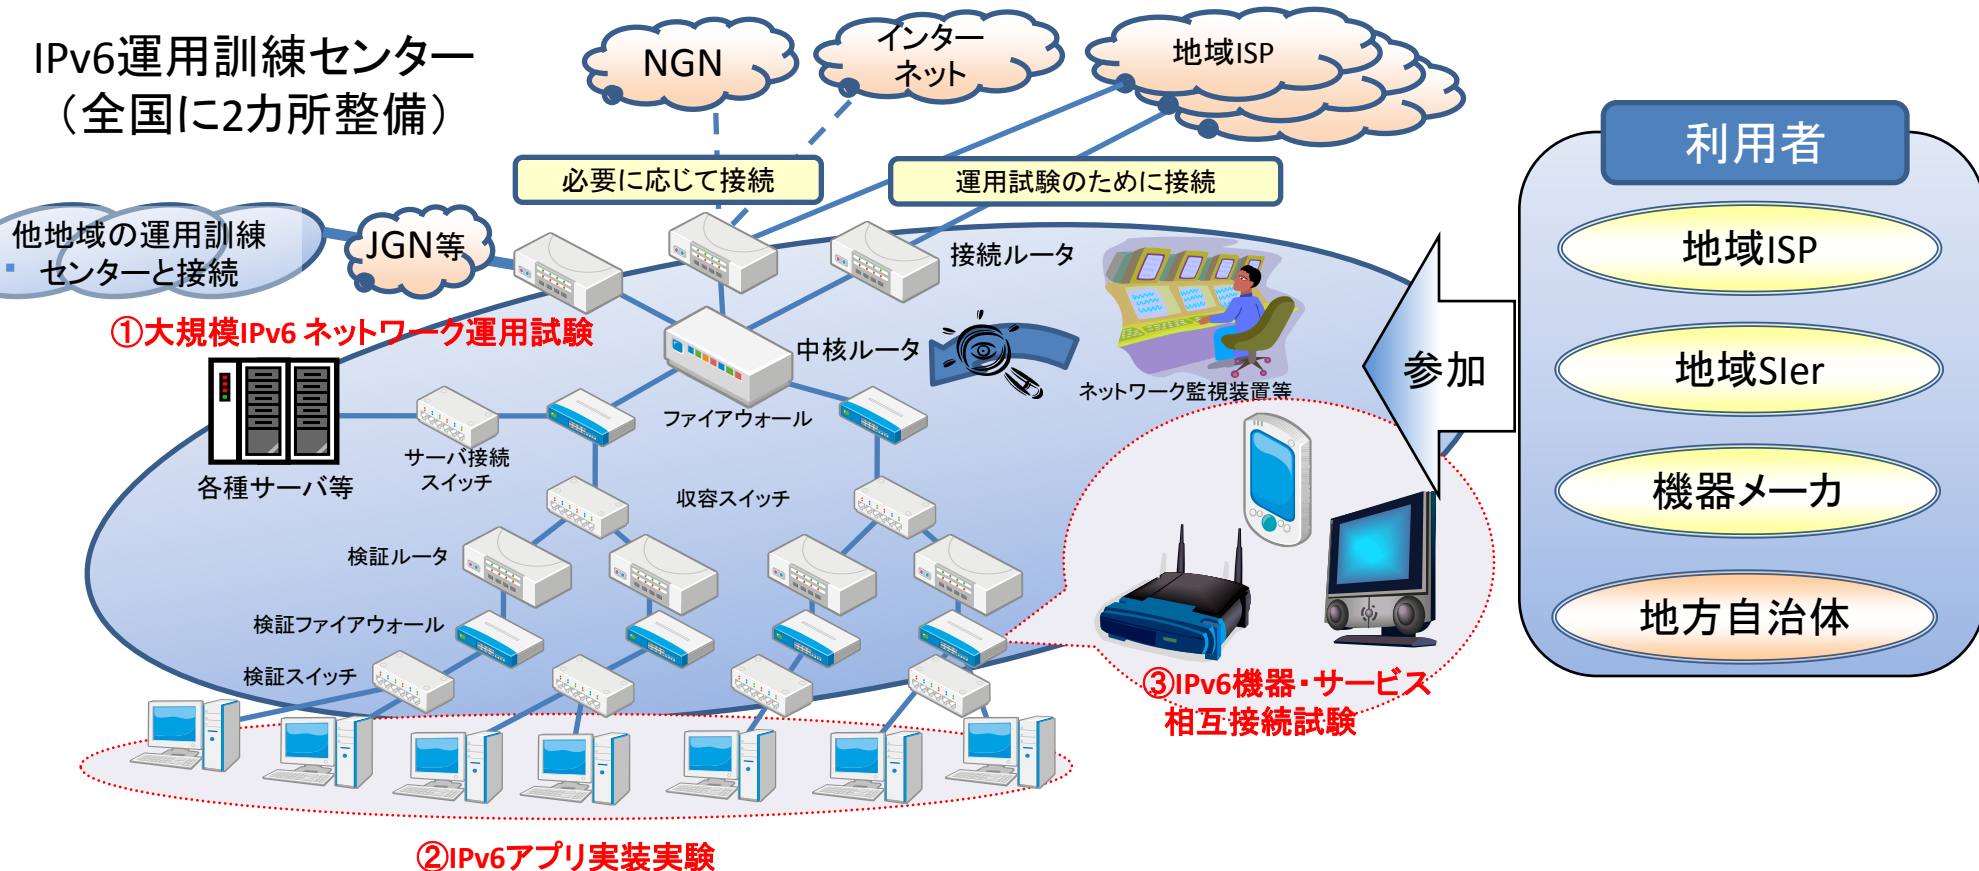 IPv6運用訓練センター
（全国に2カ所整備）
NGN
インター
ネット
地域ISP
必要に応じて接続
運用試験のために接続
他地域の運用訓練
センターと接続
JGN等
接続ルータ
①大規模IPv6 ネットワーク運用試験
中核ルータ
ネットワーク監視装置等
ファイアウォール
サーバ接続
スイッチ
各種サーバ等
収容スイッチ
検証ルータ
検証ファイアウォール
検証スイッチ
③IPv6機器・サービス
相互接続試験
②IPv6アプリ実装実験
参加
利用者
地域ISP
地域SIer
機器メーカ
地方自治体